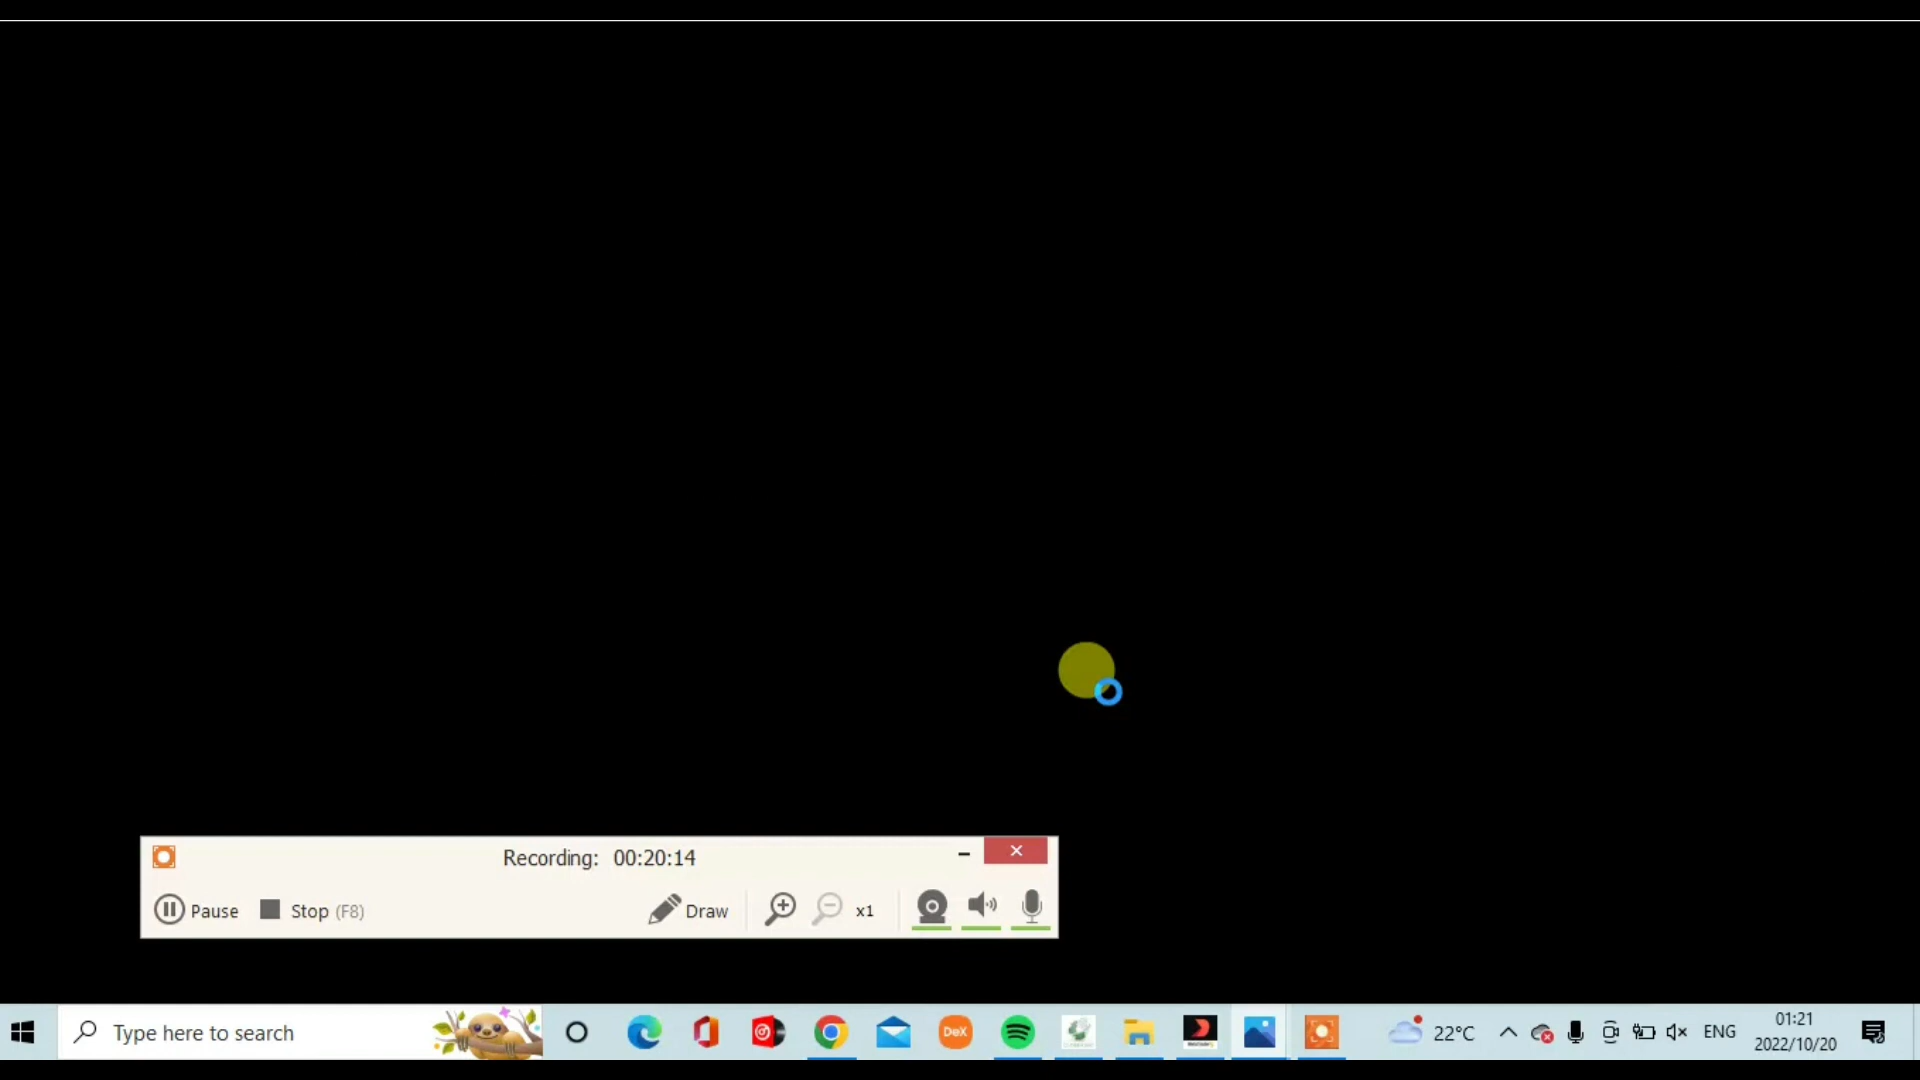 Recording: 00:20:14
Pause Stop (F8) Draw x1
Type here to search
DeX
22°C
ENG
01:21
2022/10/20